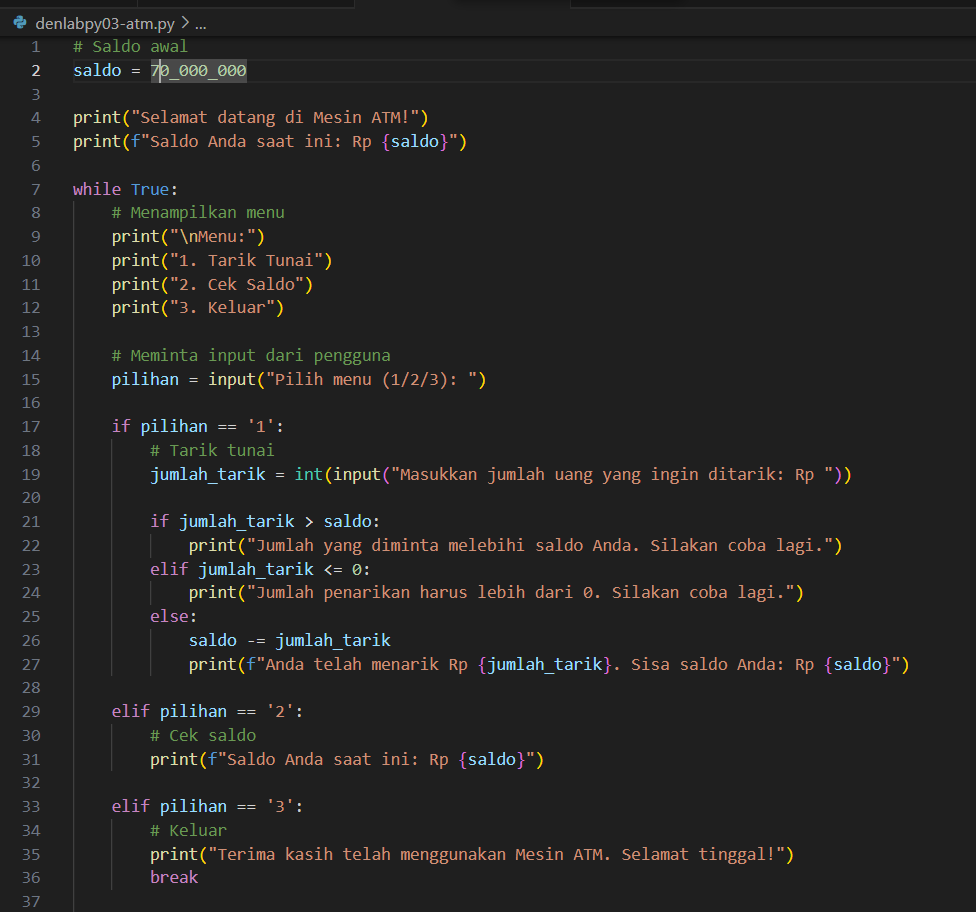 denlabpy03-atm.py > ...
1 # Saldo awal
2 saldo = 70_000_000
3
4 print("Selamat datang di Mesin ATM!")
5 print(f"Saldo Anda saat ini: Rp {saldo}")
6
7 while True:
8     # Menampilkan menu
9     print("\nMenu:")
10     print("1. Tarik Tunai")
11     print("2. Cek Saldo")
12     print("3. Keluar")
13
14     # Meminta input dari pengguna
15     pilihan = input("Pilih menu (1/2/3): ")
16
17     if pilihan == '1':
18         # Tarik tunai
19         jumlah_tarik = int(input("Masukkan jumlah uang yang ingin ditarik: Rp "))
20
21         if jumlah_tarik > saldo:
22             print("Jumlah yang diminta melebihi saldo Anda. Silakan coba lagi.")
23         elif jumlah_tarik <= 0:
24             print("Jumlah penarikan harus lebih dari 0. Silakan coba lagi.")
25         else:
26             saldo -= jumlah_tarik
27             print(f"Anda telah menarik Rp {jumlah_tarik}. Sisa saldo Anda: Rp {saldo}")
28
29     elif pilihan == '2':
30         # Cek saldo
31         print(f"Saldo Anda saat ini: Rp {saldo}")
32
33     elif pilihan == '3':
34         # Keluar
35         print("Terima kasih telah menggunakan Mesin ATM. Selamat tinggal!")
36         break
37